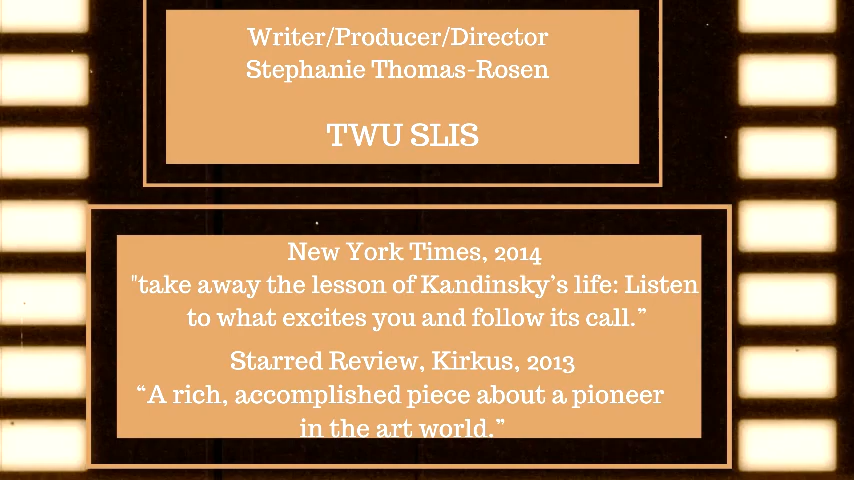 Writer/Producer/Director
Stephanie Thomas-Rosen
TWU SLIS
New York Times, 2014
"take away the lesson of Kandinsky’s life: Listen
to what excites you and follow its call.”
Starred Review, Kirkus, 2013
“A rich, accomplished piece about a pioneer
in the art world.”